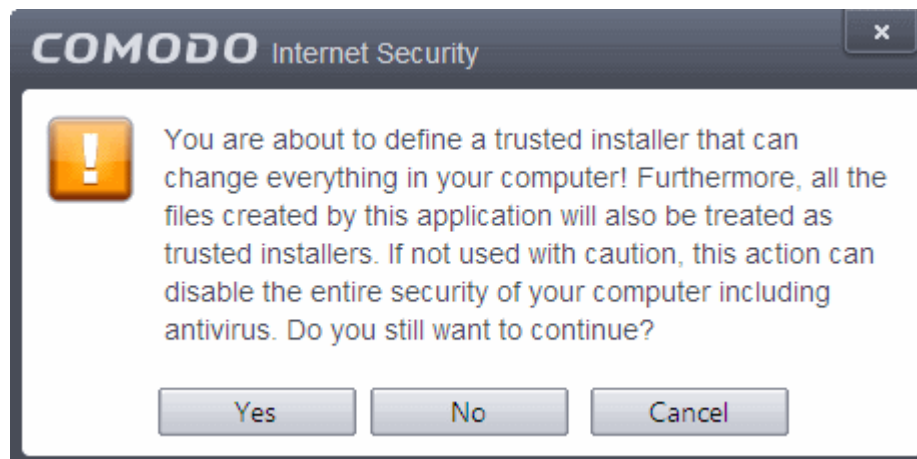 COMODO Internet Security
×
!
You are about to define a trusted installer that can
change everything in your computer! Furthermore, all the
files created by this application will also be treated as
trusted installers. If not used with caution, this action can
disable the entire security of your computer including
antivirus. Do you still want to continue?
Yes No Cancel